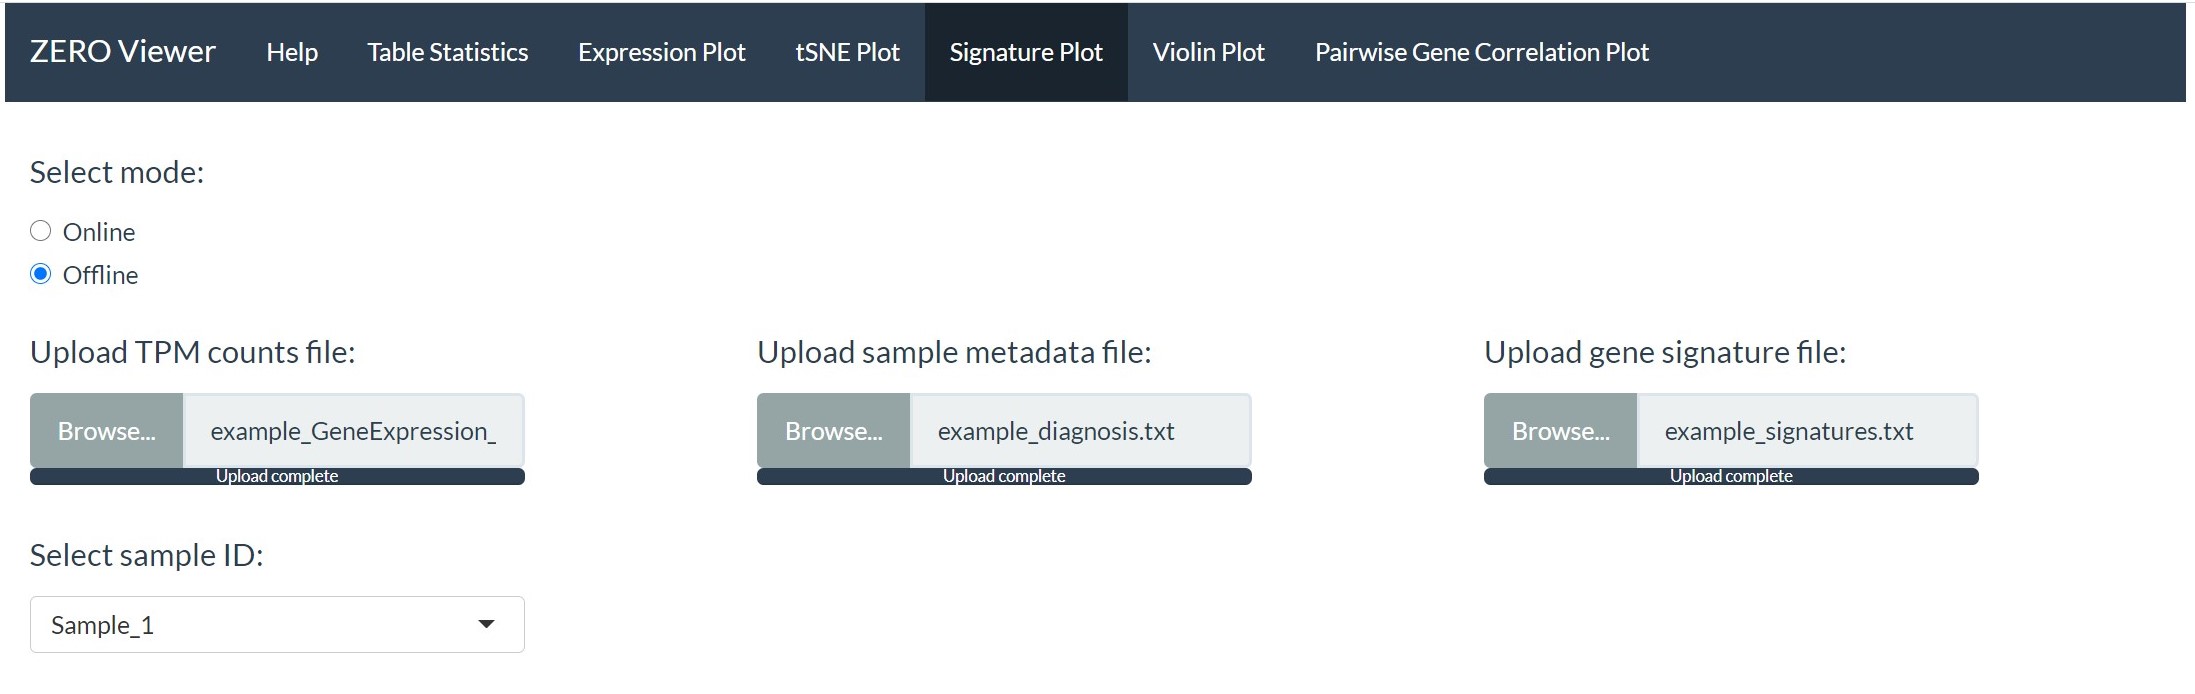 ZERO Viewer Help Table Statistics Expression Plot tSNE Plot Signature Plot Violin Plot Pairwise Gene Correlation Plot
Select mode:
Online
Offline
Upload TPM counts file: Upload sample metadata file: Upload gene signature file:
Browse... example_GeneExpression_ Browse... example_diagnosis.txt Browse... example_signatures.txt
Upload complete Upload complete Upload complete
Select sample ID:
Sample_1